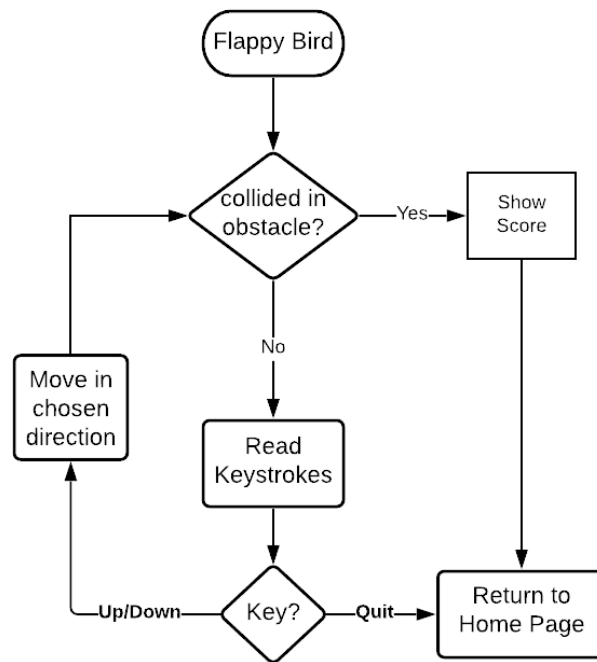 Flappy Bird
collided in
obstacle?
Yes
Show
Score
No
Move in
chosen
direction
Read
Keystrokes
Up/Down
Key?
Quit
Return to
Home Page